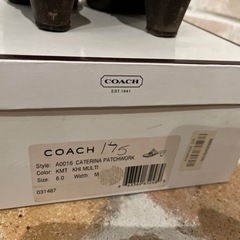 COACH
EST. 1941
COACH 175
Style: A0016 CATERINA PATCHWORK
Color: KMT KHI MULTI
Size: 6.0 Width: M
031487